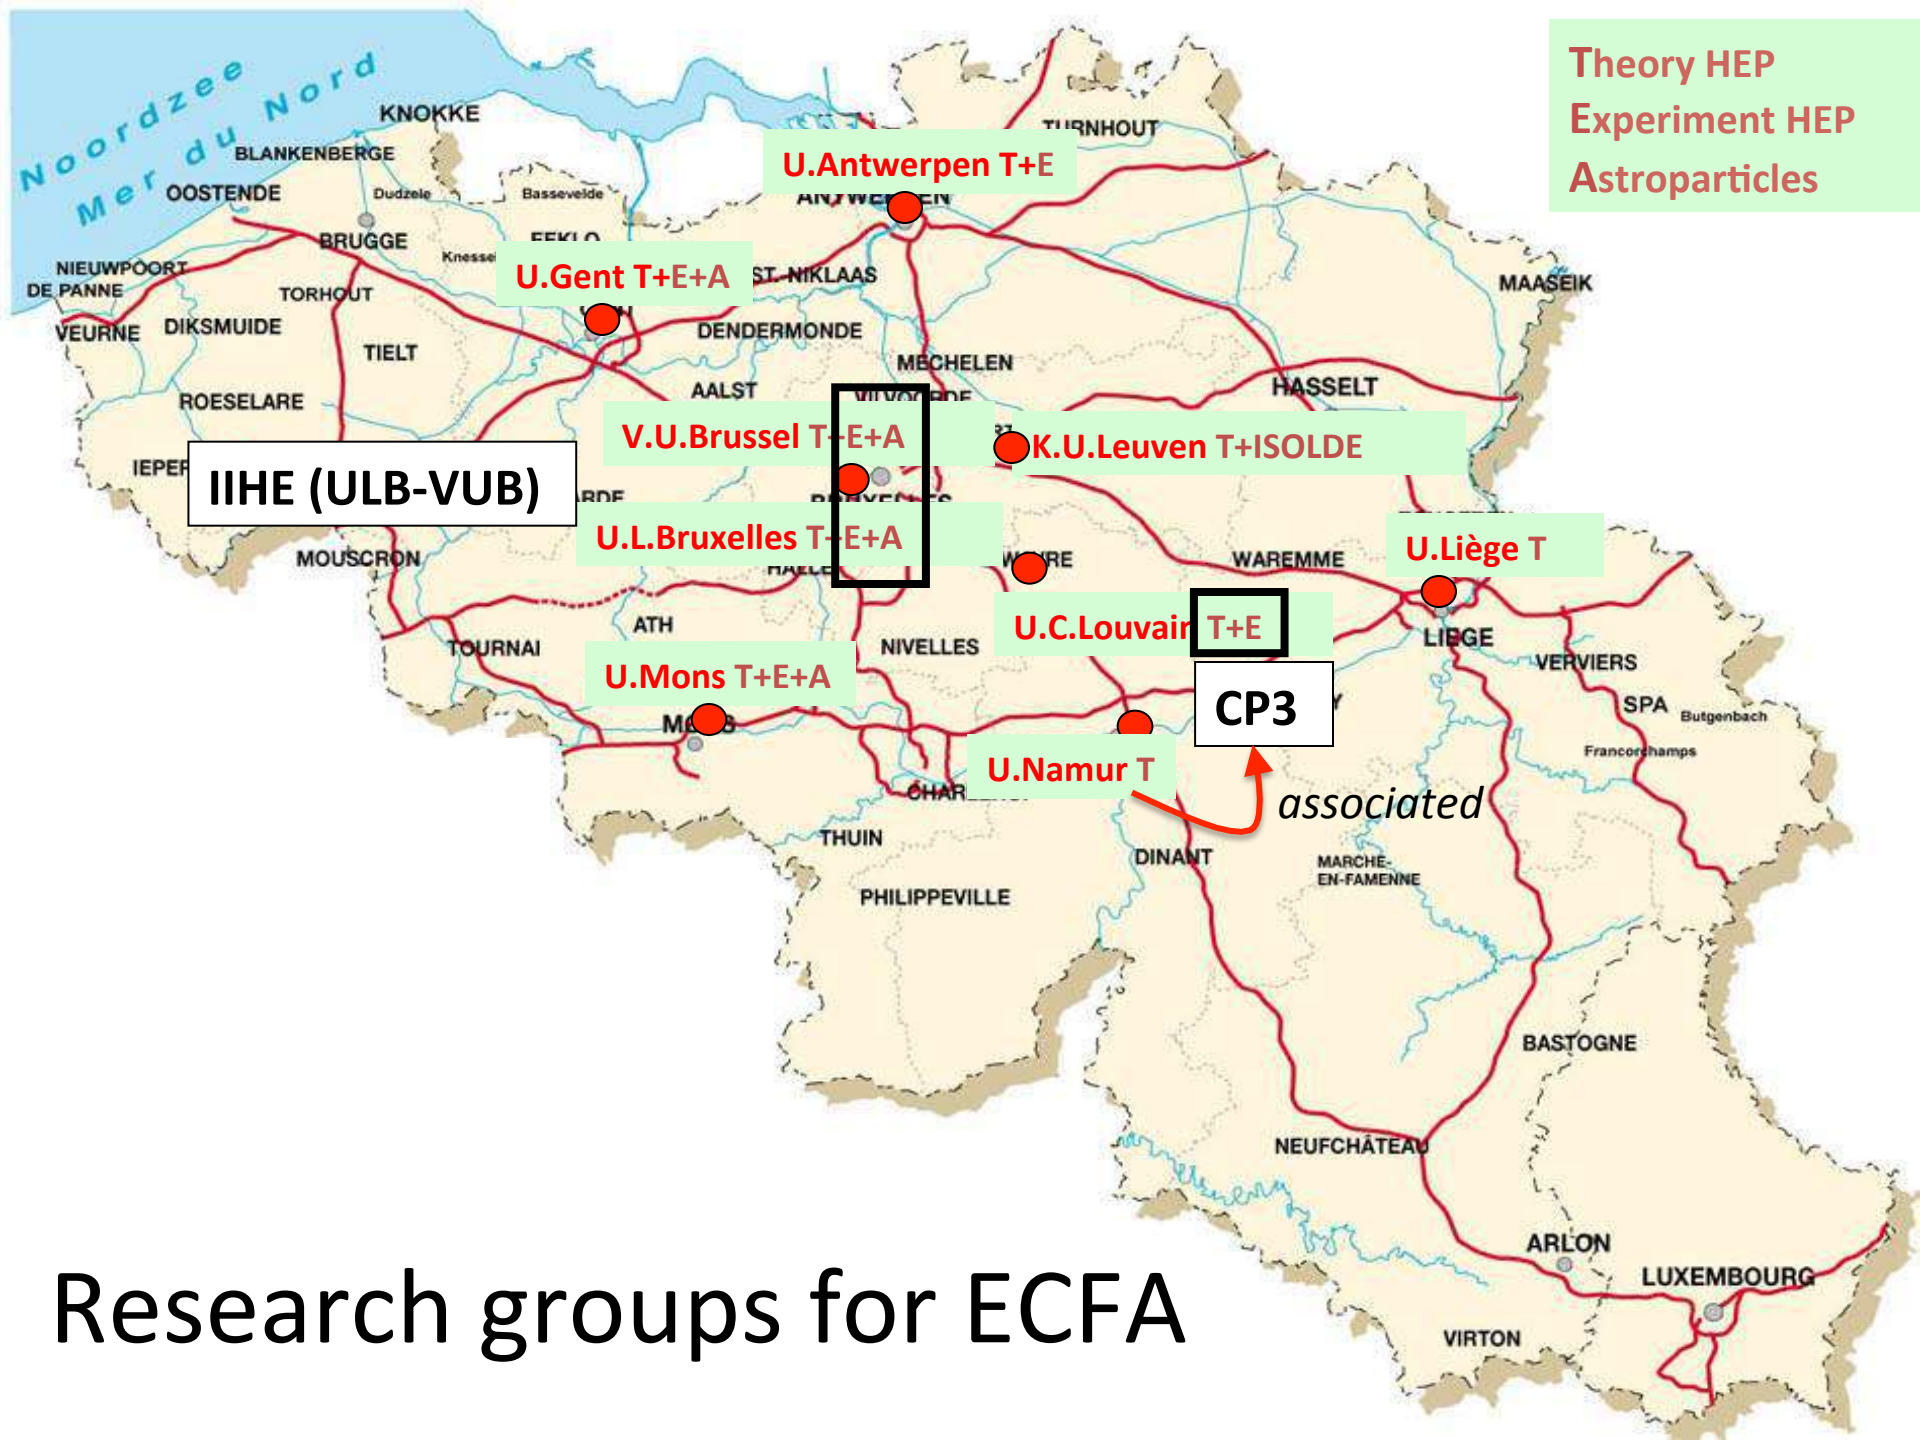 Theory HEP
Experiment HEP
Astroparticles
Noordzee
Mer du Nord
KNOKKE
BLANKENBERGE
OOSTENDE
Dudzele
Bassevelde
TURNHOUT
U.Antwerpen T+E
BRUGGE
U.Gent T+E+A
ST.-NIKLAAS
NIEUWPOORT
DE PANNE
TORHOUT
MAASEIK
VEURNE
DIKSMUIDE
TIELT
DENDERMONDE
MECHELEN
AALST
HASSELT
ROESELARE
V.U.Brussel T+E+A
K.U.Leuven T+ISOLDE
IIHE (ULB-VUB)
U.L.Bruxelles T+E+A
MOUSCRON
WAREMME
U.Liège T
ATH
U.C.Louvain T+E
LIEGE
TOURNAI
NIVELLES
VERVIERS
U.Mons T+E+A
CP3
SPA
Butgenbach
Francorchamps
U.Namur T
associated
THUIN
DINANT
MARCHE-
EN-FAMENNE
PHILIPPEVILLE
BASTOGNE
NEUFCHÂTEAU
ARLON
LUXEMBOURG
VIRTON
Research groups for ECFA